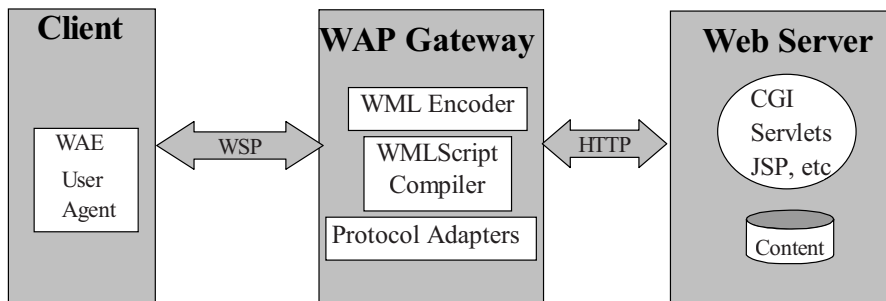 Client
WAE
User
Agent
WSP
WAP Gateway
WML Encoder
WMLScript
Compiler
Protocol Adapters
HTTP
Web Server
CGI
Servlets
JSP, etc
Content